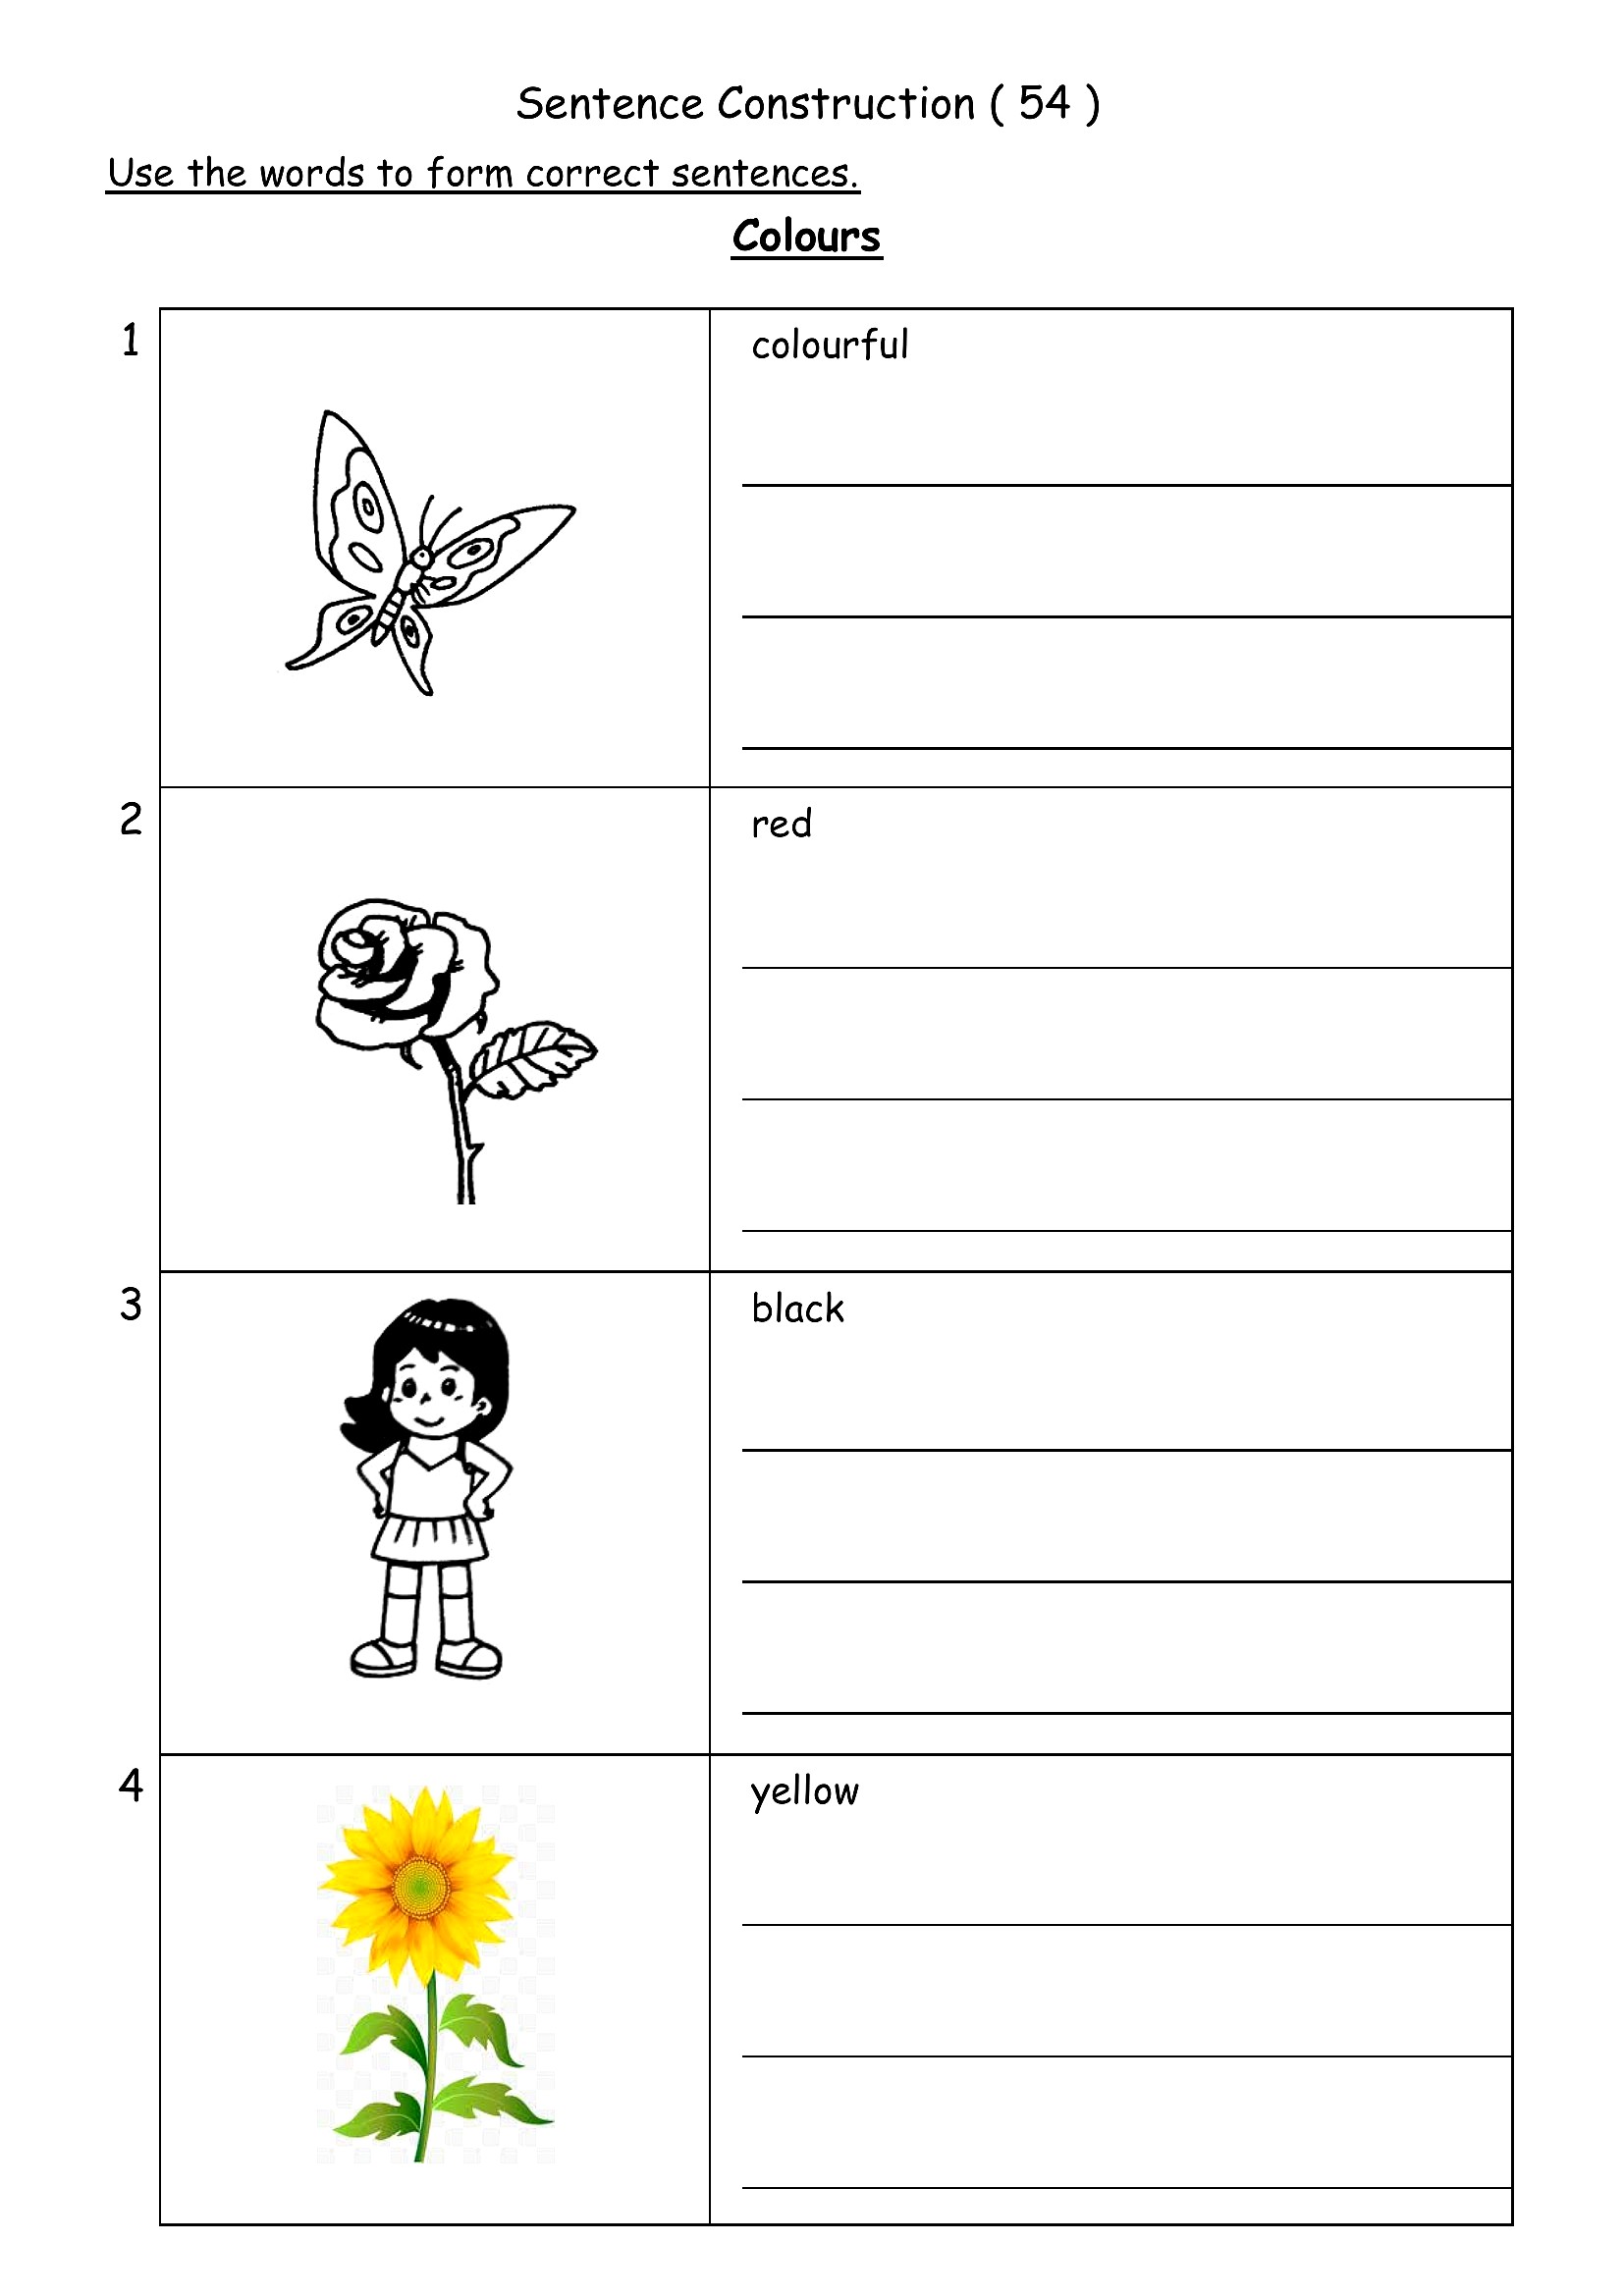 Sentence Construction ( 54 )
Use the words to form correct sentences.
Colours
1
colourful
2
red
3
black
4
yellow